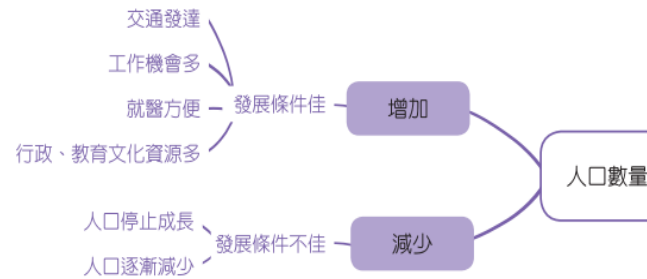 交通發達
工作機會多
就醫方便
行政、教育文化資源多
發展條件佳
增加
人口數量
人口停止成長
人口逐漸減少
發展條件不佳
減少